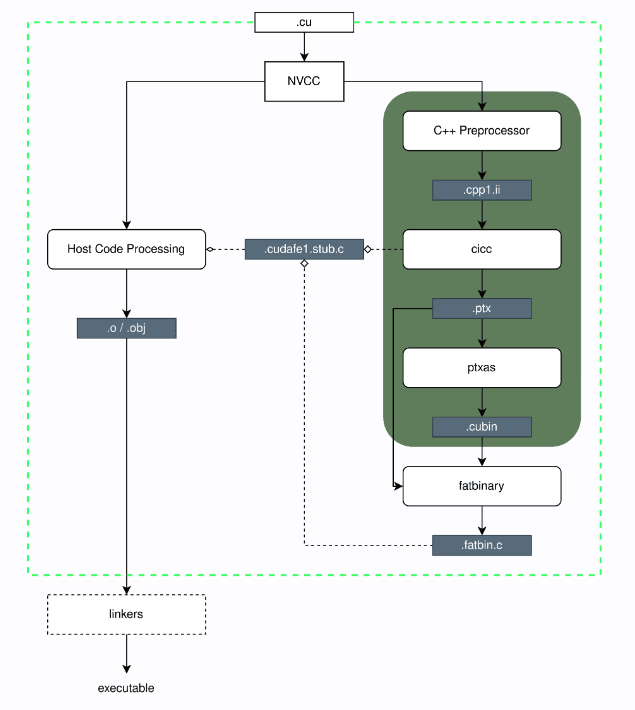 .cu
NVCC
C++ Preprocessor
.cpp1.ii
Host Code Processing
.cudafe1.stub.c
cicc
.ptx
.o / .obj
ptxas
.cubin
fatbinary
.fatbin.c
linkers
executable